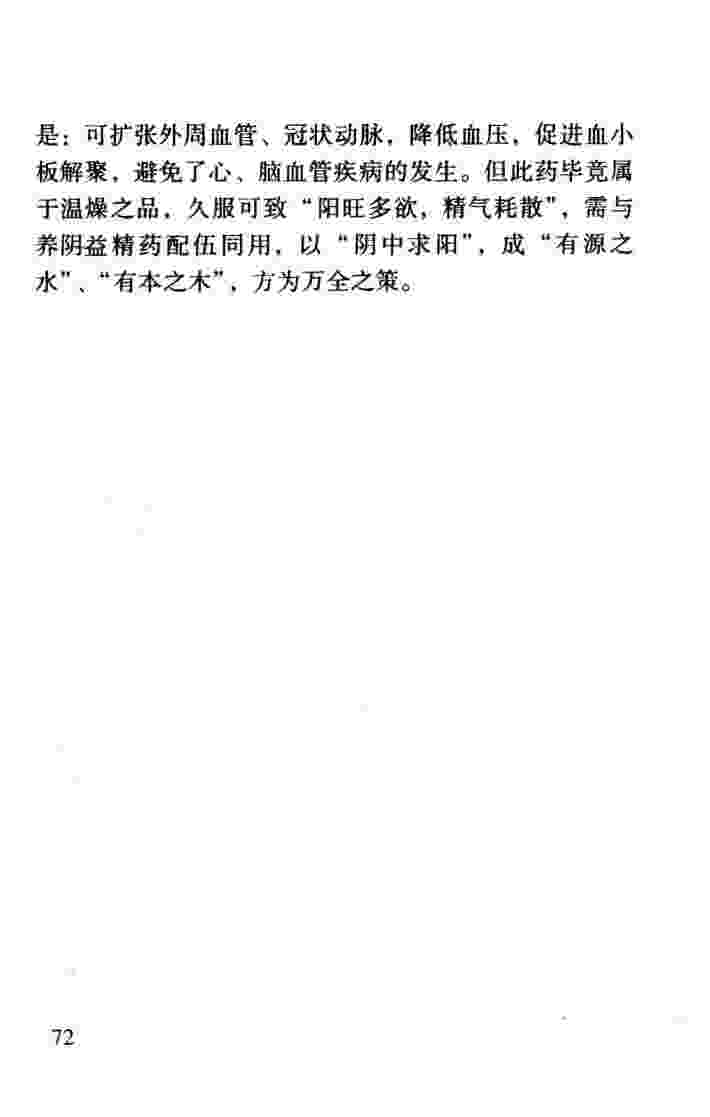 是：可扩张外周血管、冠状动脉，降低血压，促进血小
板解聚，避免了心、脑血管疾病的发生。但此药毕竟属
于温燥之品，久服可致“阳旺多欲，精气耗散”，需与
养阴益精药配伍同用，以“阴中求阳”，成“有源之
水”、“有本之木”，方为万全之策。
72